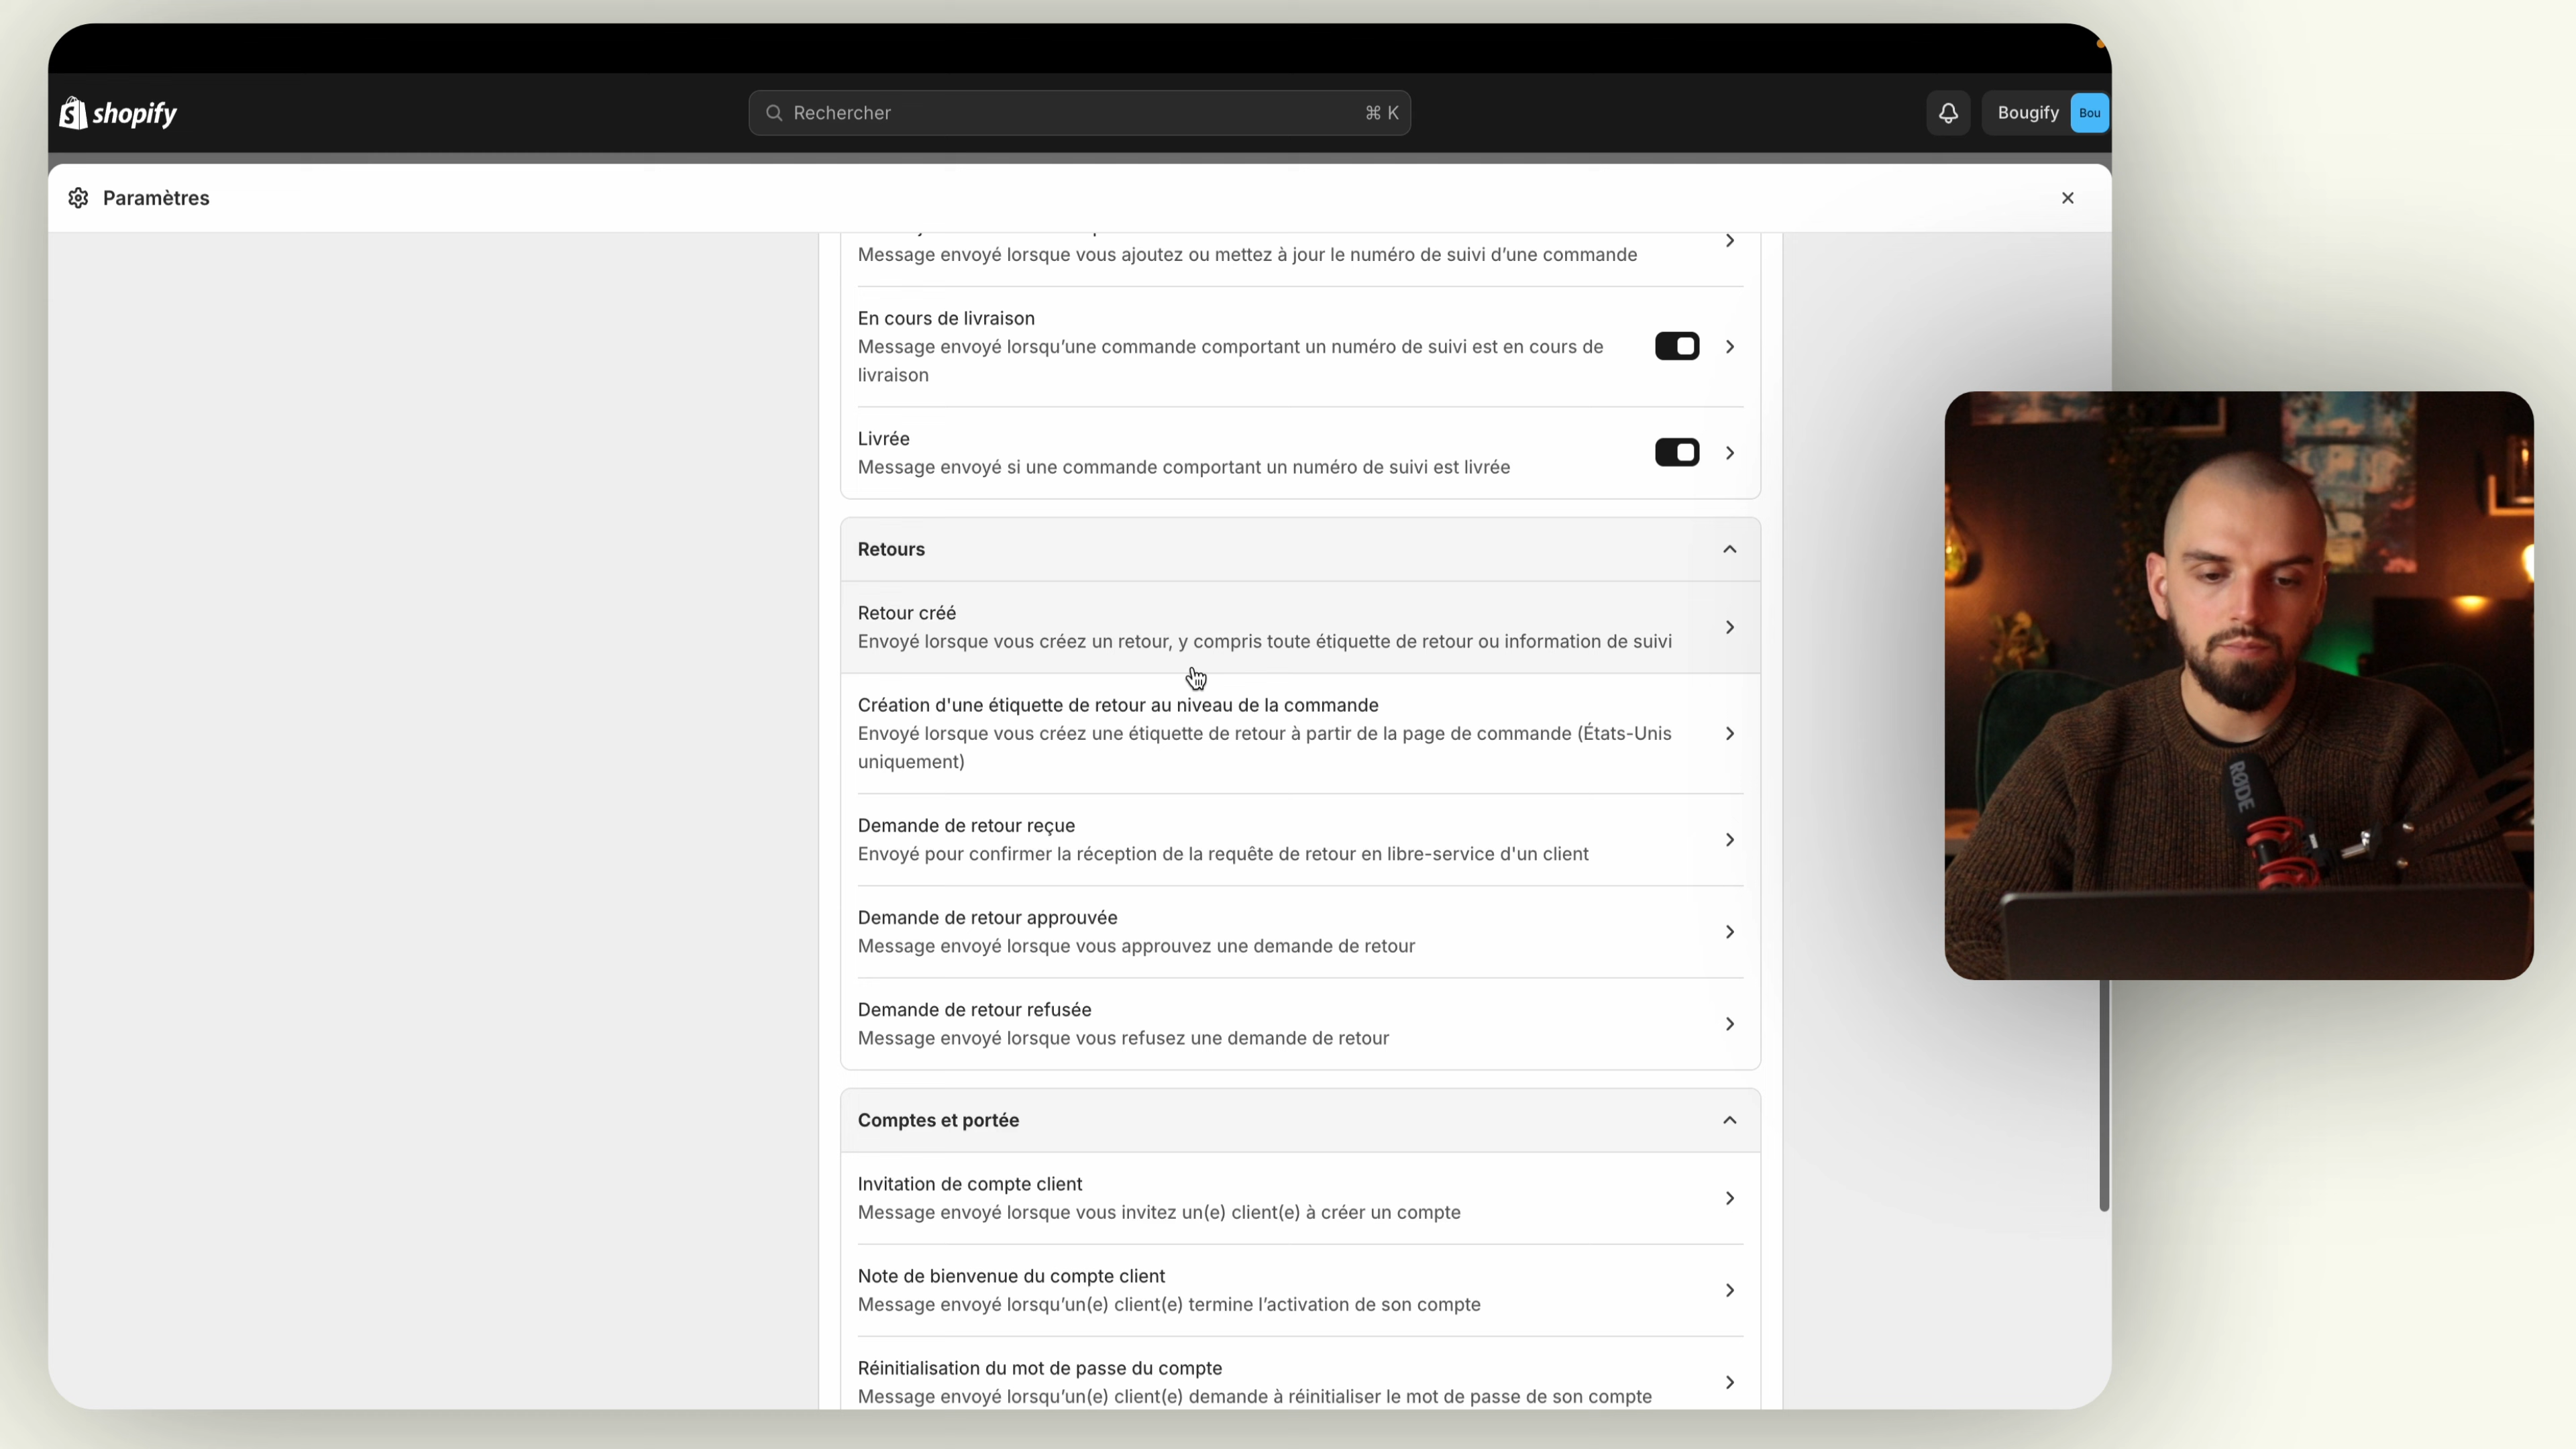 shopify
Rechercher
⌘ K
Bougify
Bou
Paramètres
Message envoyé lorsque vous ajoutez ou mettez à jour le numéro de suivi d’une commande
En cours de livraison
Message envoyé lorsqu’une commande comportant un numéro de suivi est en cours de
livraison
Livrée
Message envoyé si une commande comportant un numéro de suivi est livrée
Retours
Retour créé
Envoyé lorsque vous créez un retour, y compris toute étiquette de retour ou information de suivi
Création d'une étiquette de retour au niveau de la commande
Envoyé lorsque vous créez une étiquette de retour à partir de la page de commande (États-Unis
uniquement)
Demande de retour reçue
Envoyé pour confirmer la réception de la requête de retour en libre-service d'un client
Demande de retour approuvée
Message envoyé lorsque vous approuvez une demande de retour
Demande de retour refusée
Message envoyé lorsque vous refusez une demande de retour
Comptes et portée
Invitation de compte client
Message envoyé lorsque vous invitez un(e) client(e) à créer un compte
Note de bienvenue du compte client
Message envoyé lorsqu’un(e) client(e) termine l’activation de son compte
Réinitialisation du mot de passe du compte
Message envoyé lorsqu’un(e) client(e) demande à réinitialiser le mot de passe de son compte
RØDE